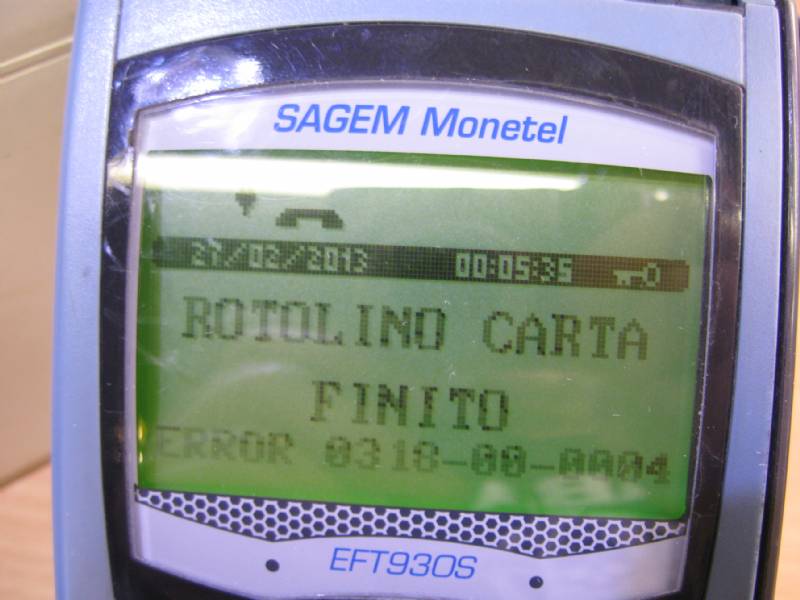 SAGEM Monetel
27/02/2013 00:05:35
ROTOLINO CARTA
FINITO
ERROR 0318-00-0004
EFT930S